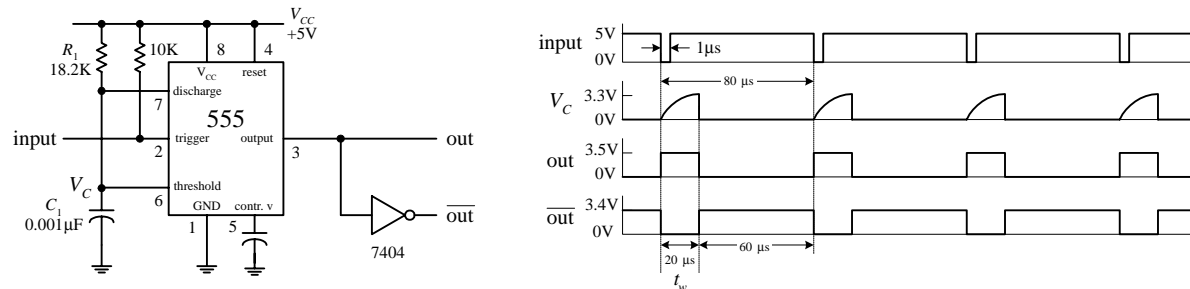 V_CC
+5V
R_1
18.2K
10K
8
4
V_CC
reset
7
discharge
555
input
trigger
output
out
2
3
V_C
threshold
6
C_1
0.001μF
GND
contr. v
1
5
7404
out
input
5V
0V
1μs
80 μs
V_C
3.3V
0V
out
3.5V
0V
out
3.4V
0V
20 μs
60 μs
t_w